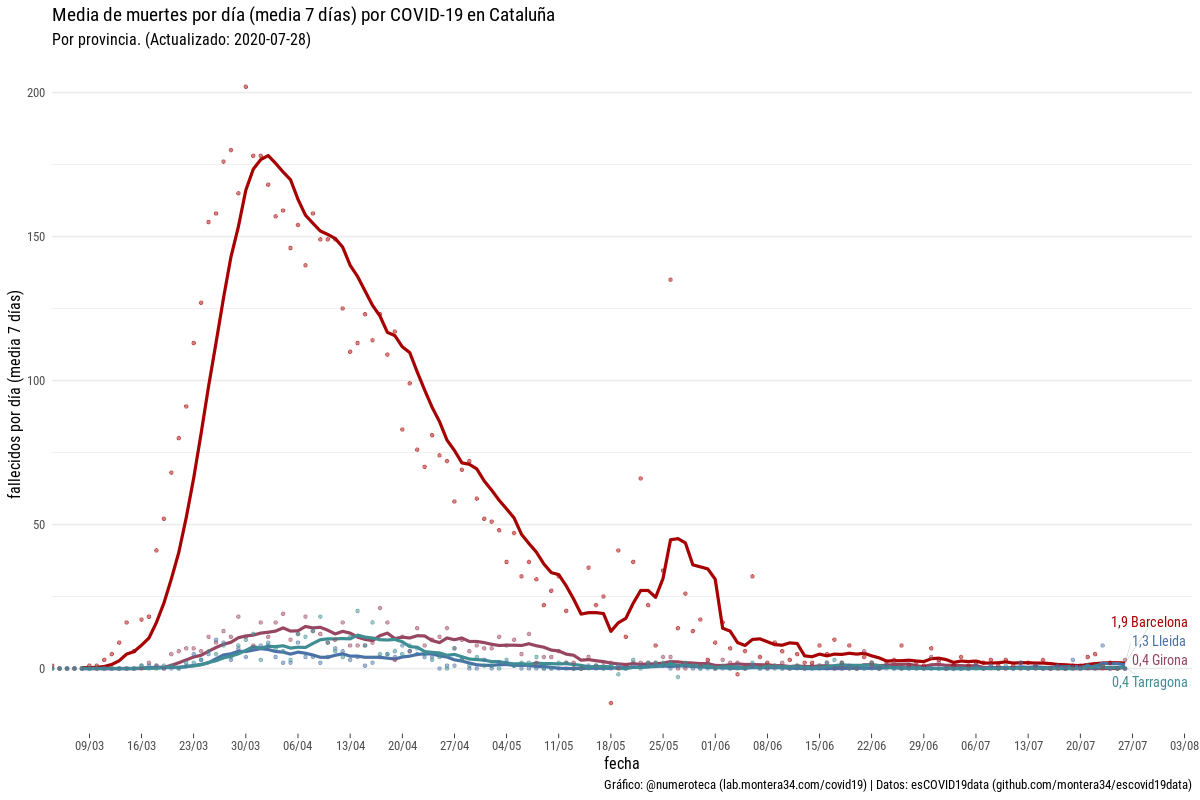 Media de muertes por día (media 7 días) por COVID-19 en Cataluña
Por provincia. (Actualizado: 2020-07-28)
fallecidos por día (media 7 días)
200
150
100
50
0
1,9 Barcelona
1,3 Lleida
0,4 Girona
0,4 Tarragona
09/03 16/03 23/03 30/03 06/04 13/04 20/04 27/04 04/05 11/05 18/05 25/05 01/06 08/06 15/06 22/06 29/06 06/07 13/07 20/07 27/07 03/08
fecha
Gráfico: @numeroteca (lab.montera34.com/covid19) | Datos: esCOVID19data (github.com/montera34/escovid19data)